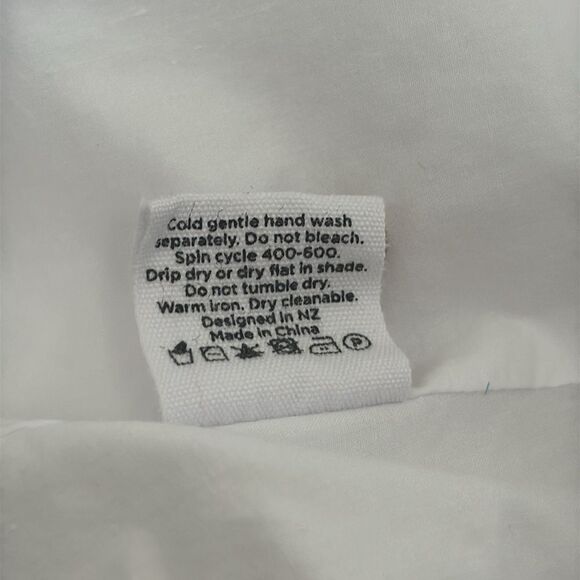 Cold gentle hand wash
separately. Do not bleach.
Spin cycle 400-600.
Drip dry or dry flat in shade.
Do not tumble dry.
Warm iron. Dry cleanable.
Designed in NZ
Made in China
P